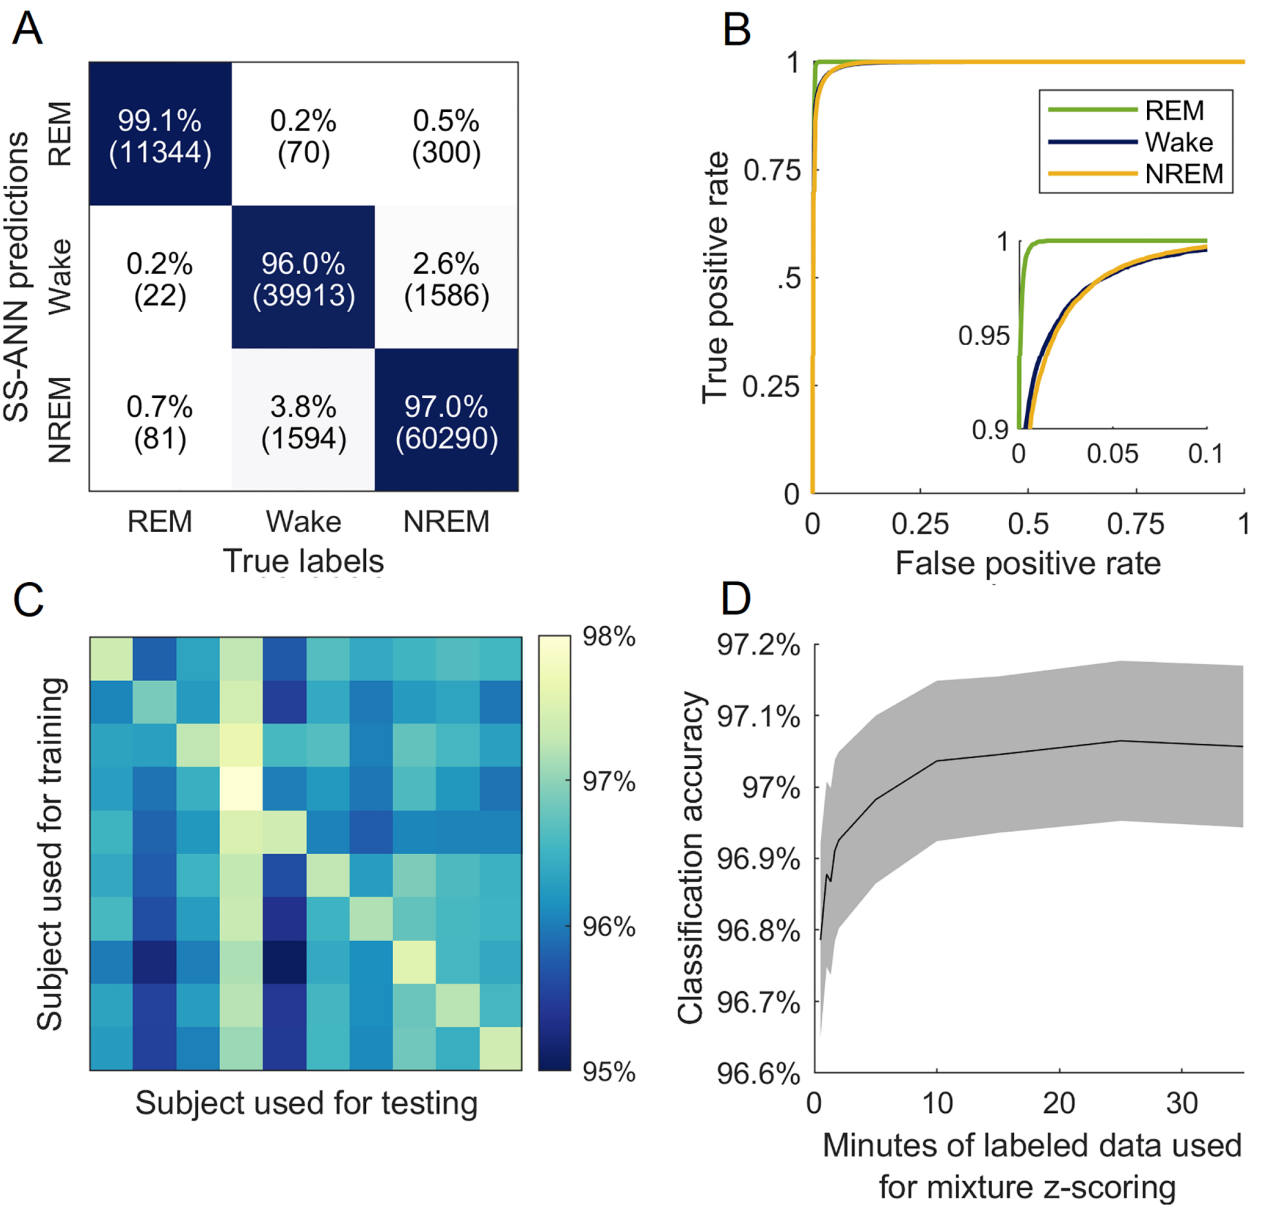 A
SS-ANN predictions
REM
99.1%
(11344)
0.2%
(70)
0.5%
(300)
Wake
0.2%
(22)
96.0%
(39913)
2.6%
(1586)
NREM
0.7%
(81)
3.8%
(1594)
97.0%
(60290)
REM
Wake
NREM
True labels
B
True positive rate
1
0.75
.5
0.25
0
REM
Wake
NREM
1
0.95
0.9
0
0.05
0.1
0
0.25
0.5
0.75
1
False positive rate
C
Subject used for training
98%
97%
96%
95%
Subject used for testing
D
Classification accuracy
97.2%
97.1%
97%
96.9%
96.8%
96.7%
96.6%
0
10
20
30
Minutes of labeled data used
for mixture z-scoring